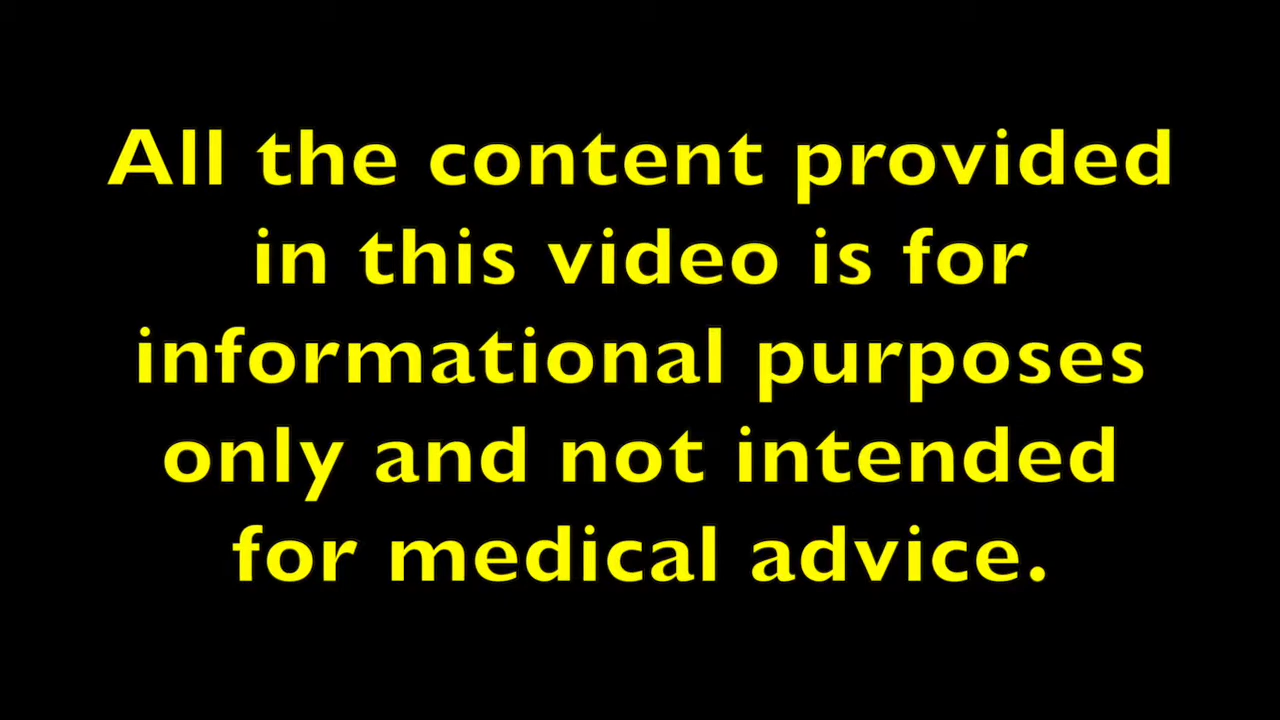 All the content provided
in this video is for
informational purposes
only and not intended
for medical advice.